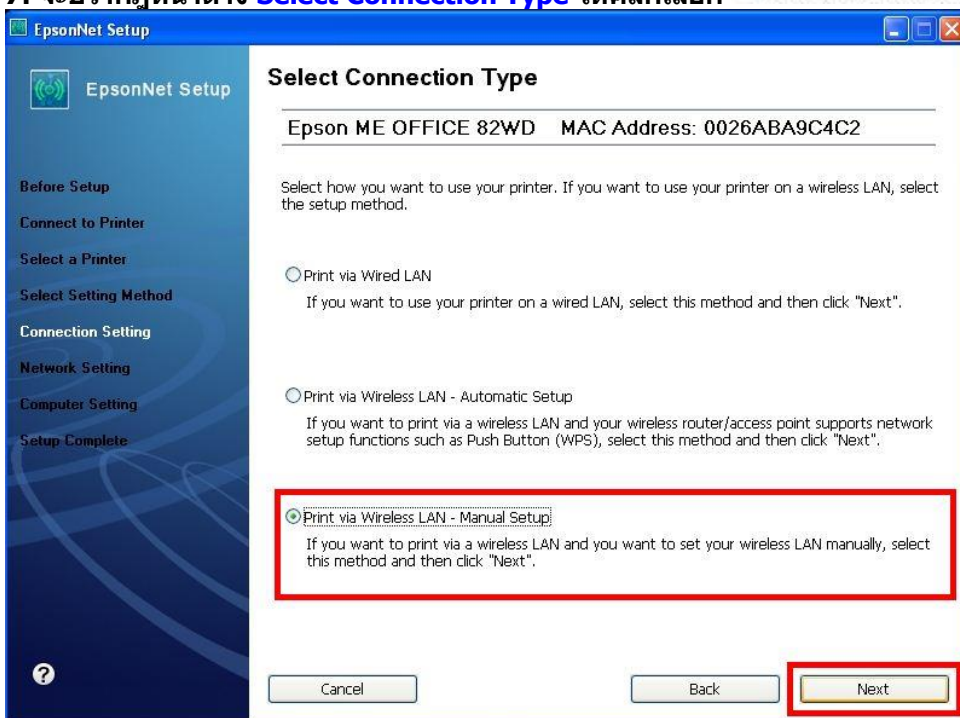 Select Connection Type
EpsonNet Setup
EpsonNet Setup
Select Connection Type
Epson ME OFFICE 82WD MAC Address: 0026ABA9C4C2
Before Setup
Connect to Printer
Select a Printer
Select Setting Method
Connection Setting
Network Setting
Computer Setting
Setup Complete
Select how you want to use your printer. If you want to use your printer on a wireless LAN, select
the setup method.
Print via Wired LAN
If you want to use your printer on a wired LAN, select this method and then click "Next".
Print via Wireless LAN - Automatic Setup
If you want to print via a wireless LAN and your wireless router/access point supports network
setup functions such as Push Button (WPS), select this method and then click "Next".
Print via Wireless LAN - Manual Setup
If you want to print via a wireless LAN and you want to set your wireless LAN manually, select
this method and then click "Next".
?
Cancel
Back
Next